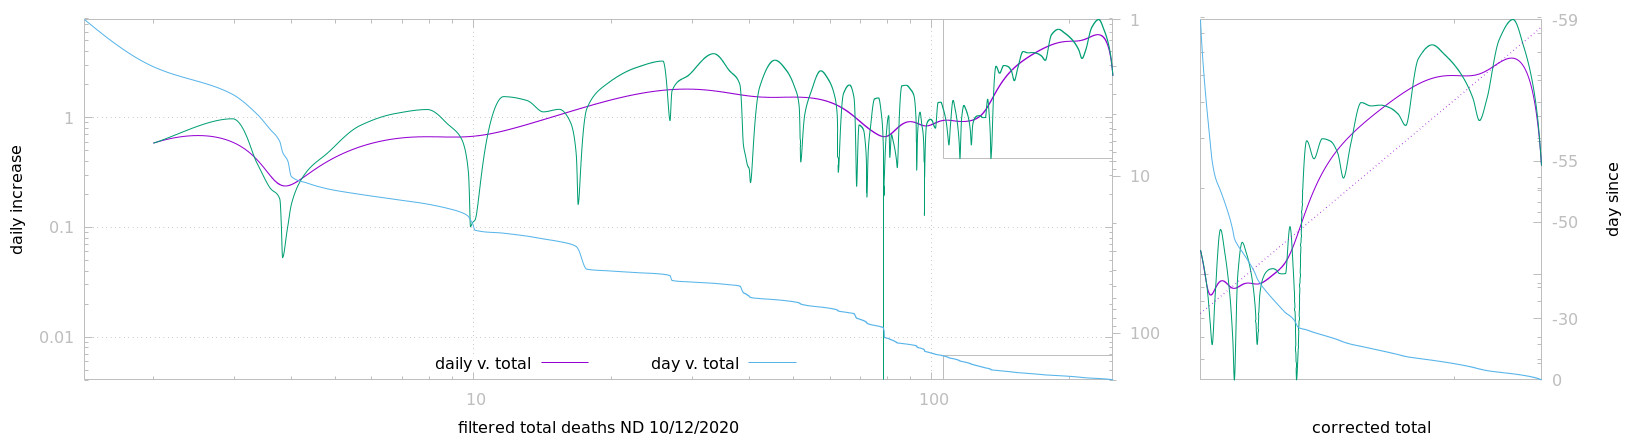 daily increase
1
0.1
0.01
1
10
100
10
100
daily v. total
day v. total
filtered total deaths ND 10/12/2020
-59
-55
-50
-30
0
day since
corrected total